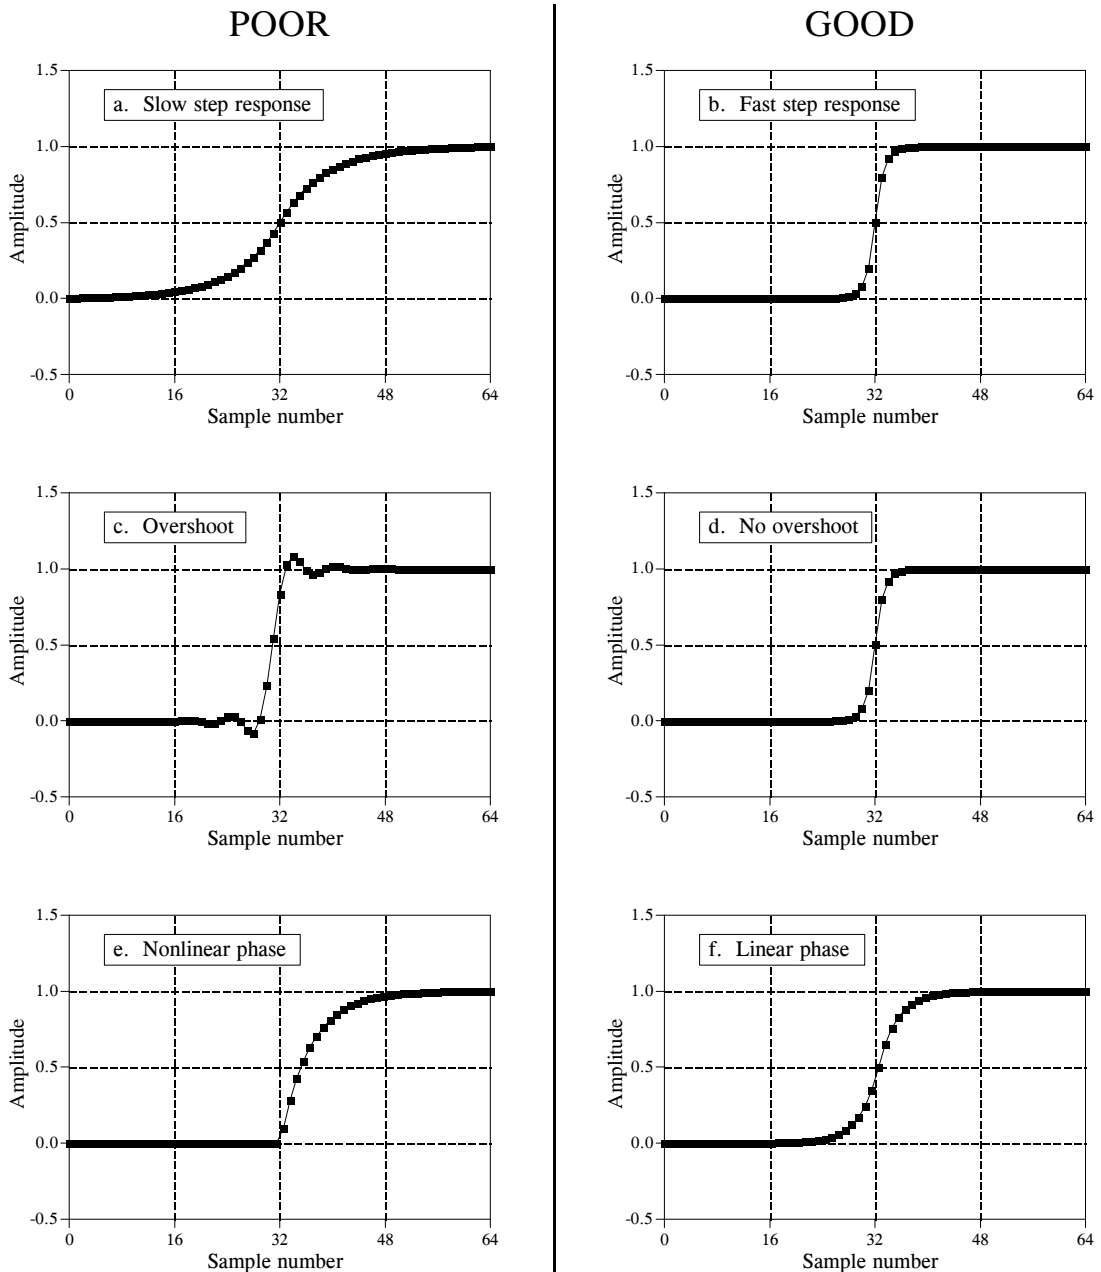 POOR
GOOD
1.5
a. Slow step response
1.0
0.5
0.0
-0.5
0 16 32 48 64
Sample number
Amplitude
1.5
b. Fast step response
1.0
0.5
0.0
-0.5
0 16 32 48 64
Sample number
Amplitude
1.5
c. Overshoot
1.0
0.5
0.0
-0.5
0 16 32 48 64
Sample number
Amplitude
1.5
d. No overshoot
1.0
0.5
0.0
-0.5
0 16 32 48 64
Sample number
Amplitude
1.5
e. Nonlinear phase
1.0
0.5
0.0
-0.5
0 16 32 48 64
Sample number
Amplitude
1.5
f. Linear phase
1.0
0.5
0.0
-0.5
0 16 32 48 64
Sample number
Amplitude